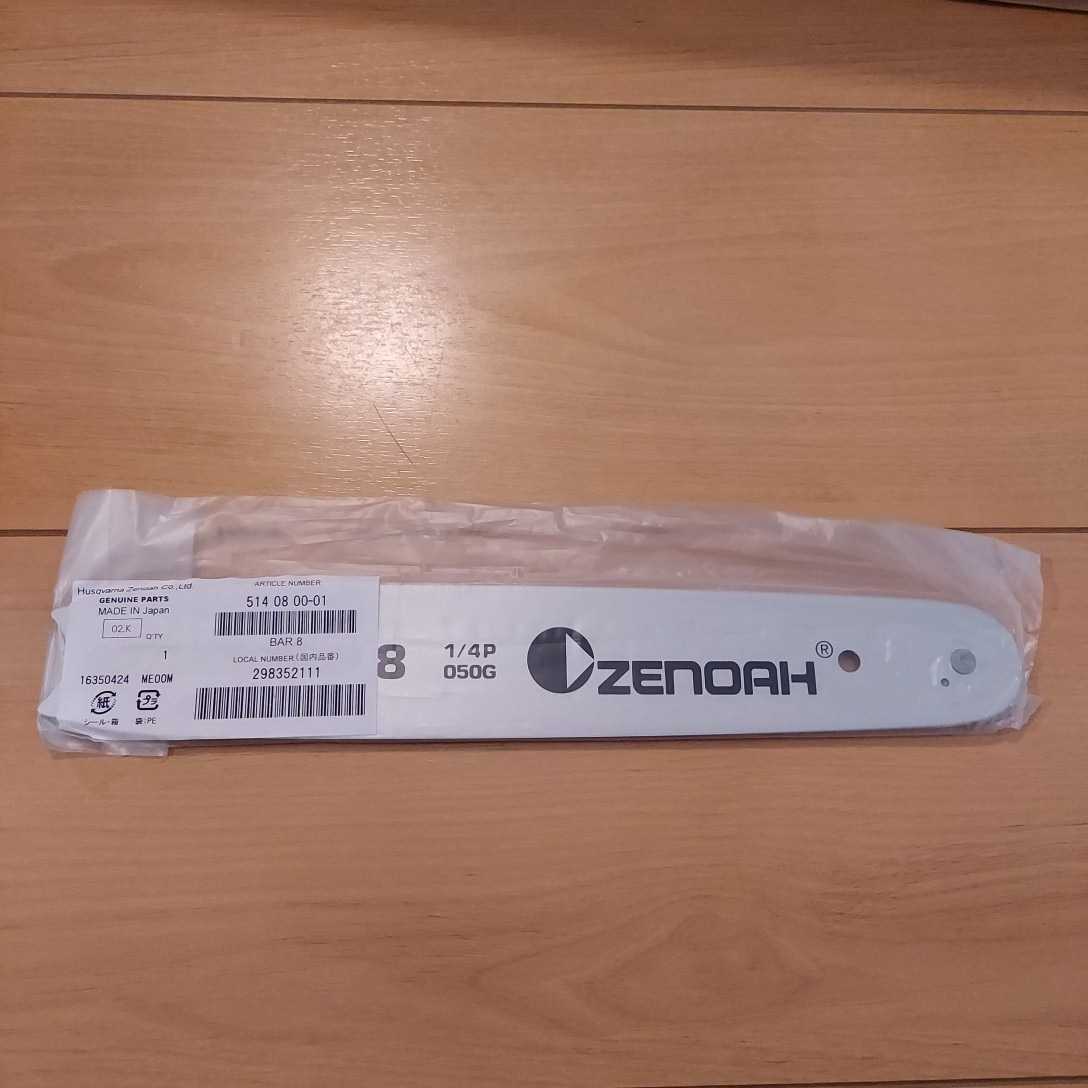 Husqvarna Zenoah Co.,Ltd.
GENUINE PARTS
MADE IN Japan
02.K
Q'TY
1
16350424 ME00M
紙
プラ
シール・箱
袋:PE
ARTICLE NUMBER
514 08 00-01
BAR 8
LOCAL NUMBER(国内品番)
298352111
8
1/4P
050G
ZENOAH®